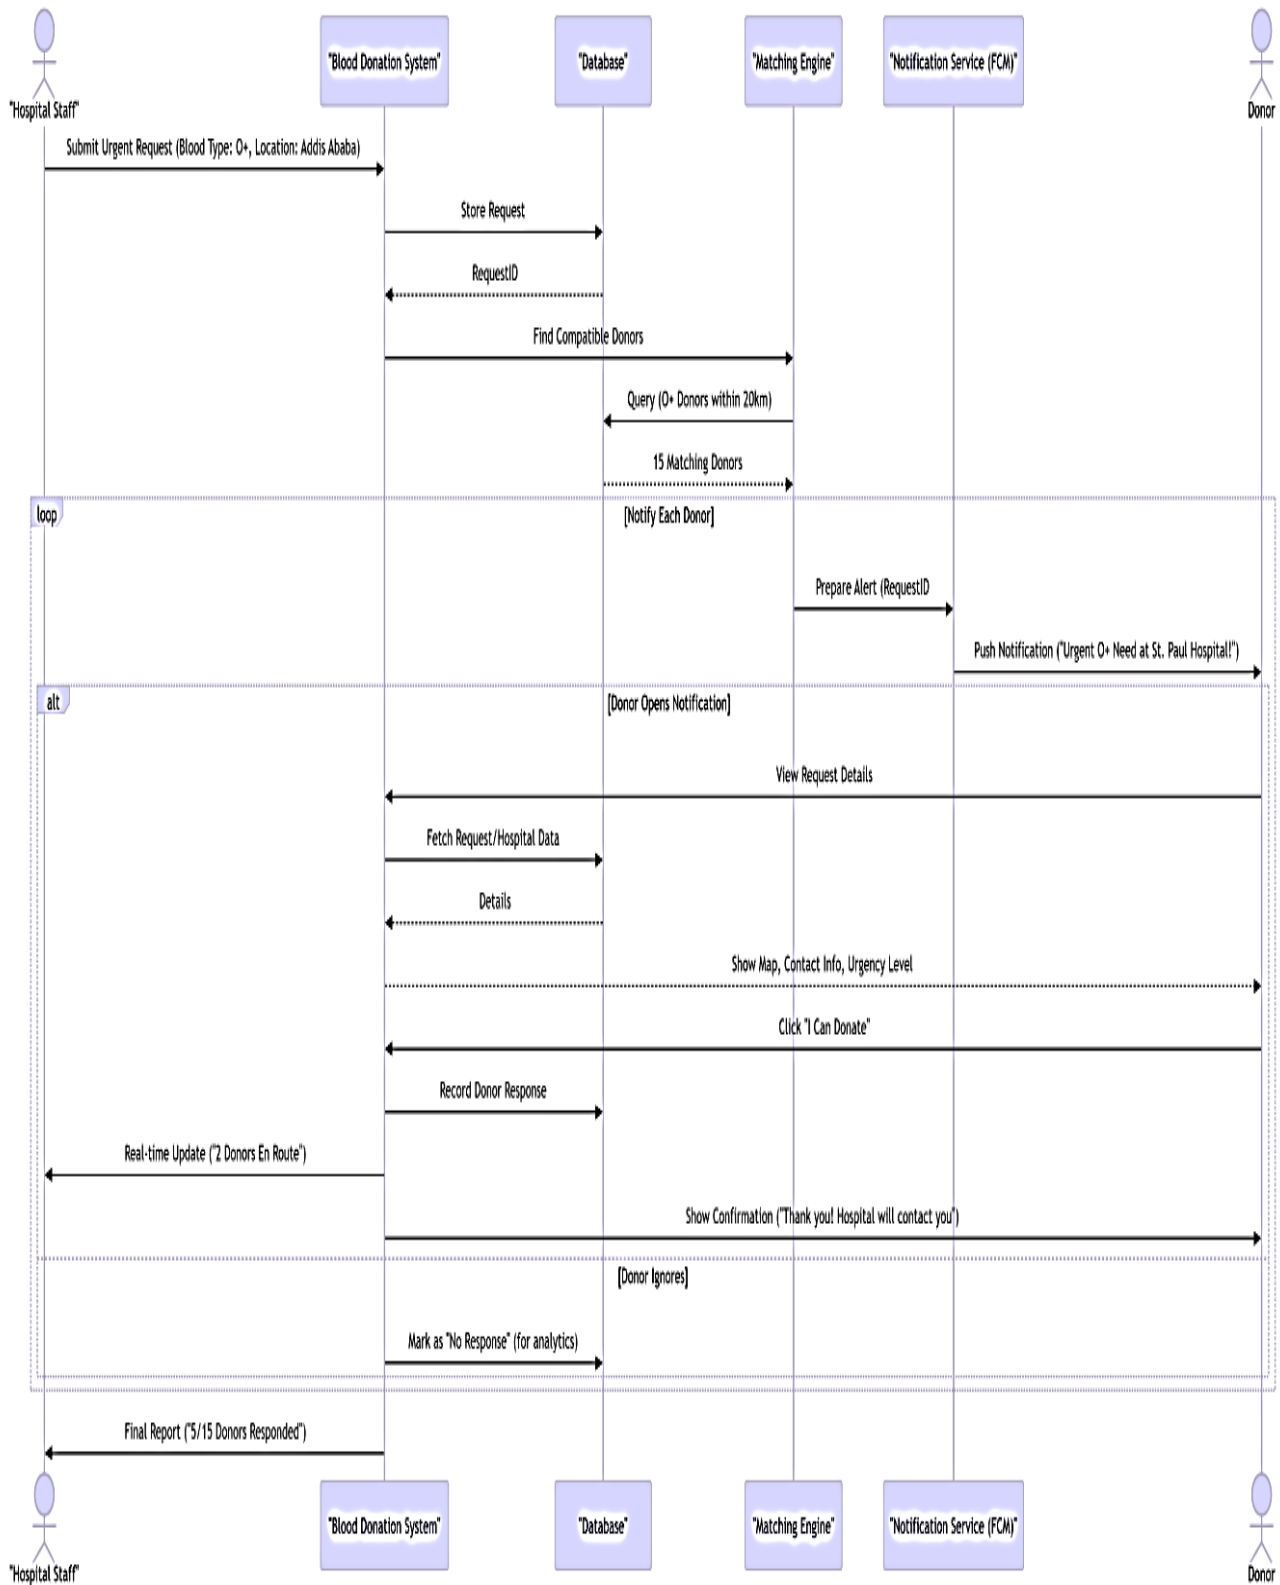 "Blood Donation System"
"Database"
"Matching Engine"
"Notification Service (FCM)"
"Hospital Staff"
Donor
Submit Urgent Request (Blood Type: O+, Location: Addis Ababa)
Store Request
RequestID
Find Compatible Donors
Query (O+ Donors within 20km)
15 Matching Donors
loop
[Notify Each Donor]
Prepare Alert (RequestID
Push Notification ("Urgent O+ Need at St. Paul Hospital!")
alt
[Donor Opens Notification]
View Request Details
Fetch Request/Hospital Data
Details
Show Map, Contact Info, Urgency Level
Click "I Can Donate"
Record Donor Response
Real-time Update ("2 Donors En Route")
Show Confirmation ("Thank you! Hospital will contact you")
[Donor Ignores]
Mark as "No Response" (for analytics)
Final Report ("5/15 Donors Responded")
"Blood Donation System"
"Database"
"Matching Engine"
"Notification Service (FCM)"
"Hospital Staff"
Donor